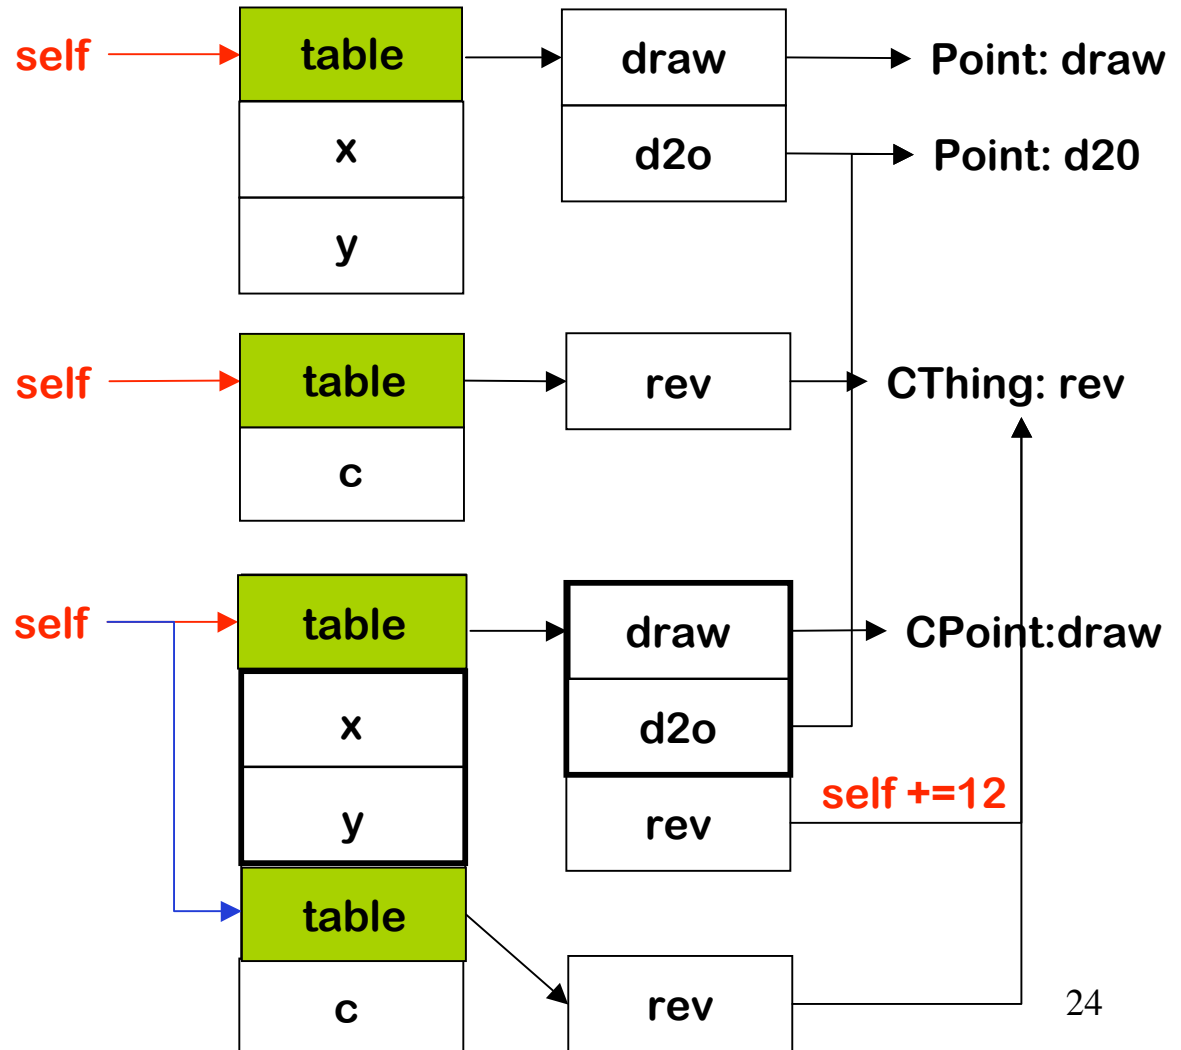 self
table
draw
Point: draw
x
d2o
Point: d20
y
self
table
rev
CThing: rev
c
self
table
draw
CPoint:draw
x
d2o
self +=12
y
rev
table
c
rev
24